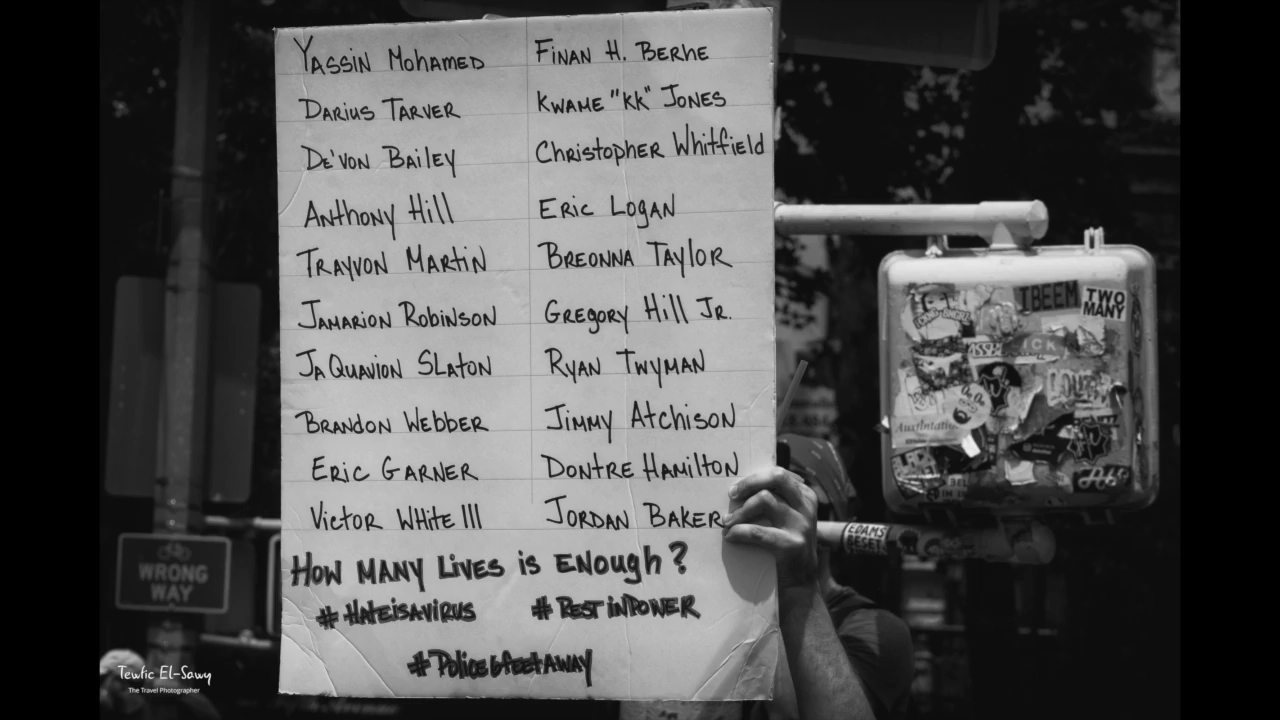 Yassin Mohamed
Darius Tarver
De'von Bailey
Anthony Hill
Trayvon Martin
Jamarion Robinson
JaQuavion Slaton
Brandon Webber
Eric Garner
Victor White III
Finan H. Berhe
Kwame "KK" Jones
Christopher Whitfield
Eric Logan
Breonna Taylor
Gregory Hill Jr.
Ryan Twyman
Jimmy Atchison
Dontre Hamilton
Jordan Baker
How many lives is enough?
#Hateisavirus #RestinPower
#Police6feetaway
WRONG
WAY
IBEEM
TWO
MANY
EDAMS
Tewfic El-Sawy
The Travel Photographer